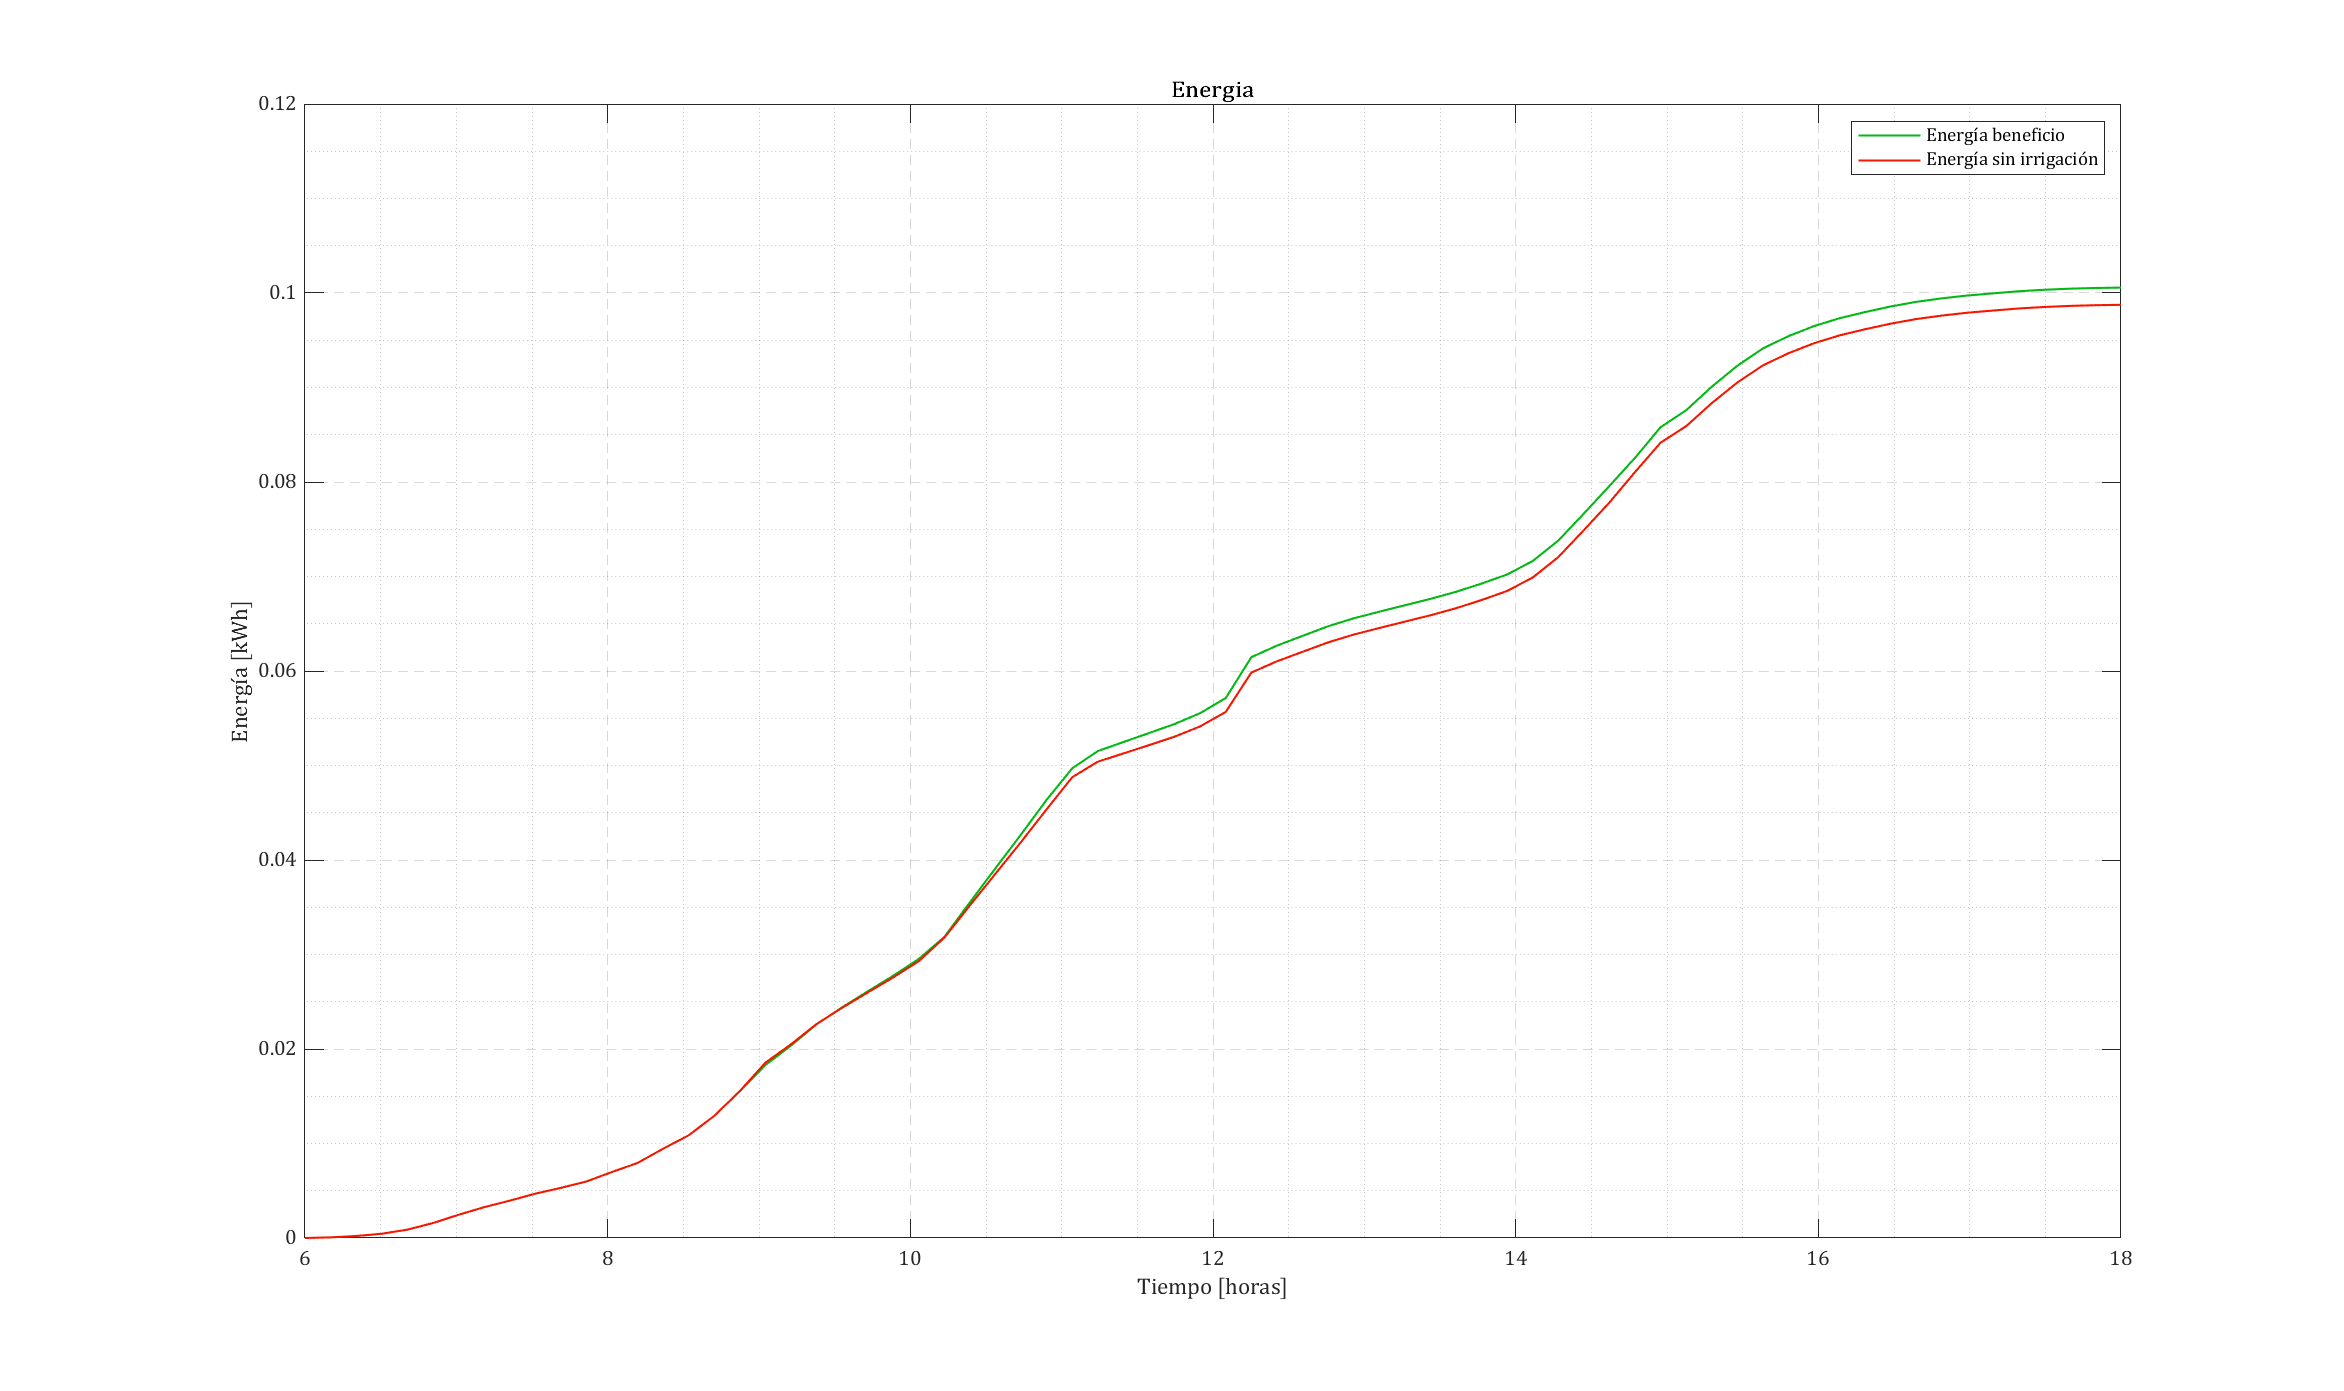 Energia
Energía beneficio
Energía sin irrigación
0.12
0.1
0.08
0.06
0.04
0.02
0
Energía [kWh]
6 8 10 12 14 16 18
Tiempo [horas]